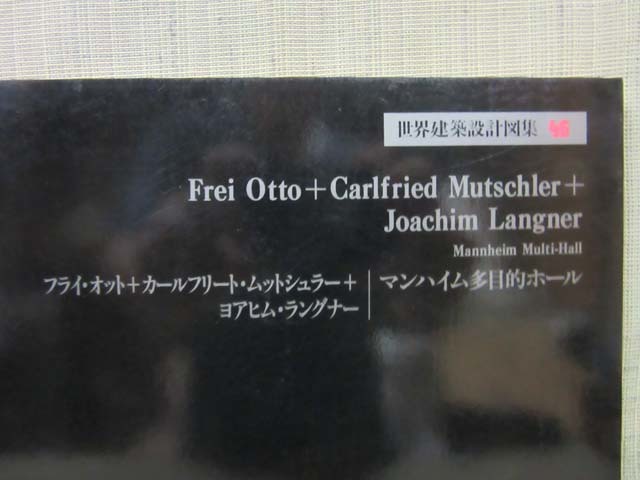 世界建築設計図集 46
Frei Otto+Carlfried Mutschler+
Joachim Langner
Mannheim Multi-Hall
フライ・オット+カールフリート・ムットシュラー+
ヨアヒム・ラングナー
マンハイム多目的ホール